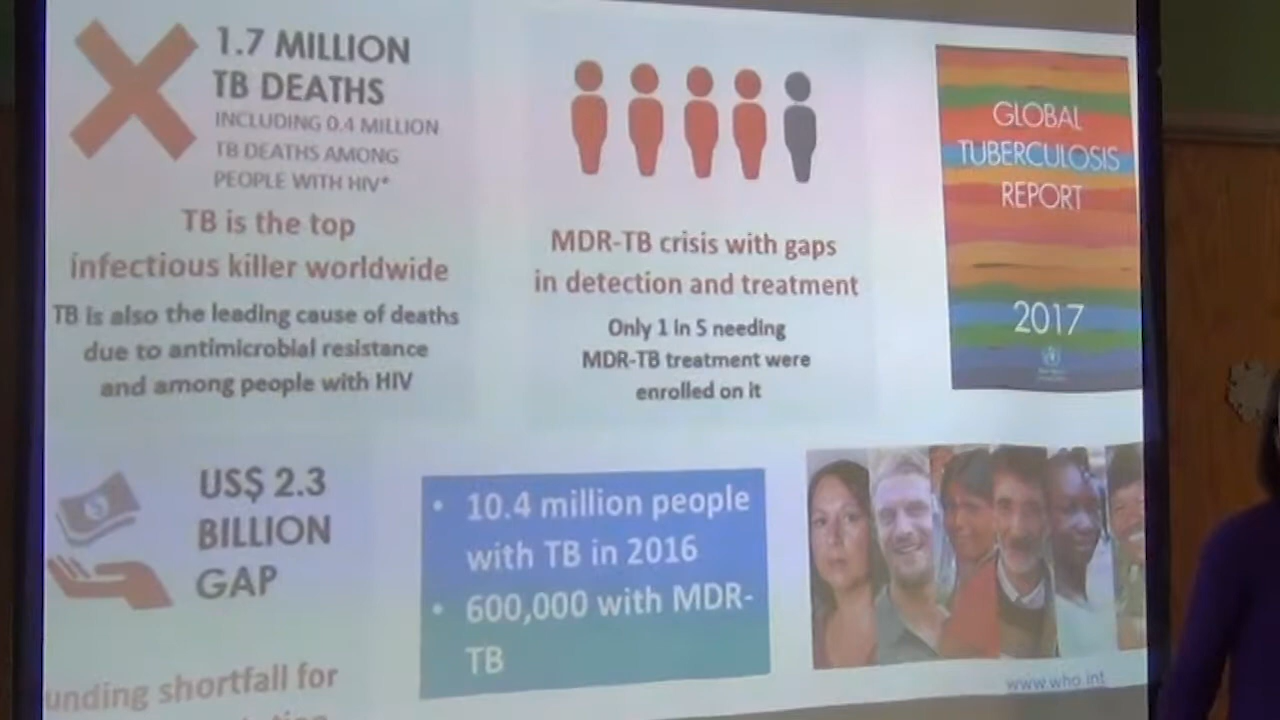 1.7 MILLION
TB DEATHS
INCLUDING 0.4 MILLION
TB DEATHS AMONG
PEOPLE WITH HIV*
TB is the top
infectious killer worldwide
TB is also the leading cause of deaths
due to antimicrobial resistance
and among people with HIV
MDR-TB crisis with gaps
in detection and treatment
Only 1 in 5 needing
MDR-TB treatment were
enrolled on it
GLOBAL
TUBERCULOSIS
REPORT
2017
US$ 2.3
BILLION
GAP
unding shortfall for
• 10.4 million people
with TB in 2016
• 600,000 with MDR-
TB
www.who.int